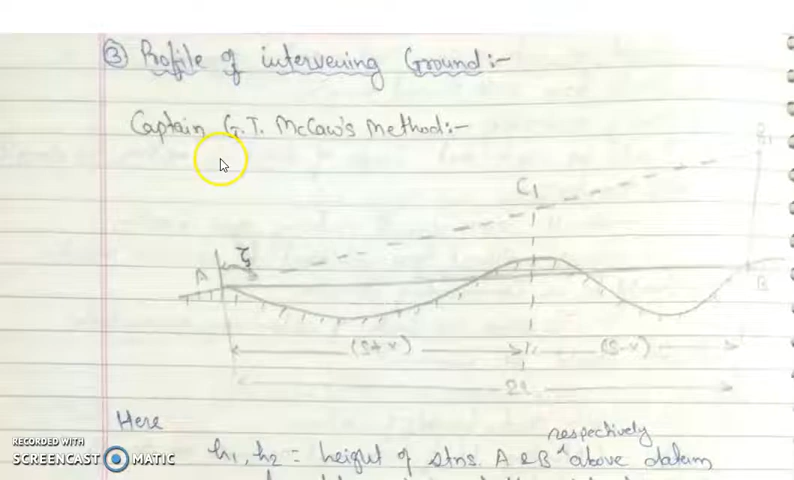 ③ Profile of intervening Ground:-
Captain G.T. McCaw's Method:-
B1
C1
ξ
A
B
(S+x)
(S-x)
2S
Here
respectively
h1, h2 = height of stns. A & B ^ above datum
RECORDED WITH
SCREENCAST MATIC